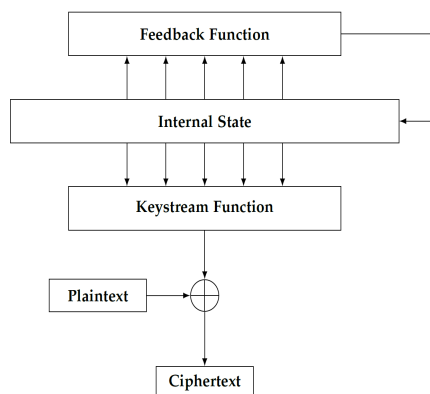 Feedback Function
Internal State
Keystream Function
Plaintext
Ciphertext